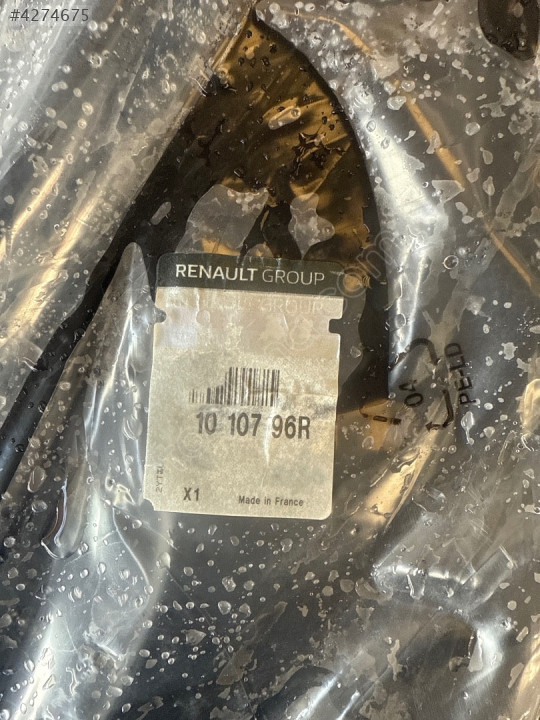 #4274675
RENAULT GROUP
10 107 96R
X1
Made in France
04
PE-LD